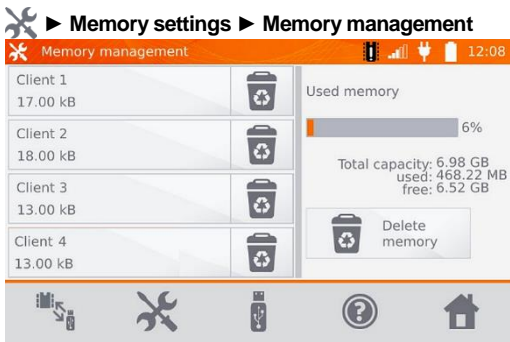 ► Memory settings ► Memory management
Memory management
12:08
Client 1
17.00 kB
Client 2
18.00 kB
Client 3
13.00 kB
Client 4
13.00 kB
Used memory
6%
Total capacity: 6.98 GB
used: 468.22 MB
free: 6.52 GB
Delete
memory